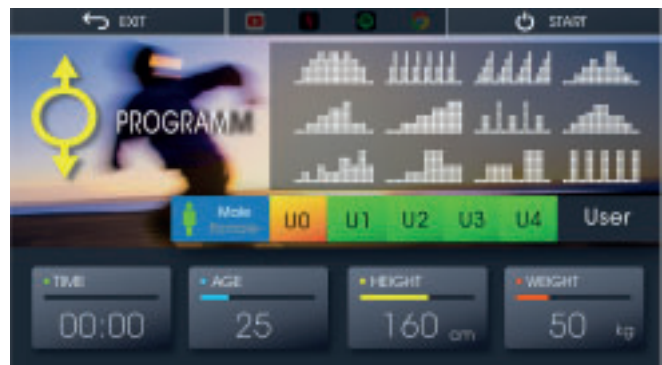 EXIT
START
PROGRAMM
Male
U0 U1 U2 U3 U4 User
TIME
00:00
AGE
25
HEIGHT
160 cm
WEIGHT
50 kg